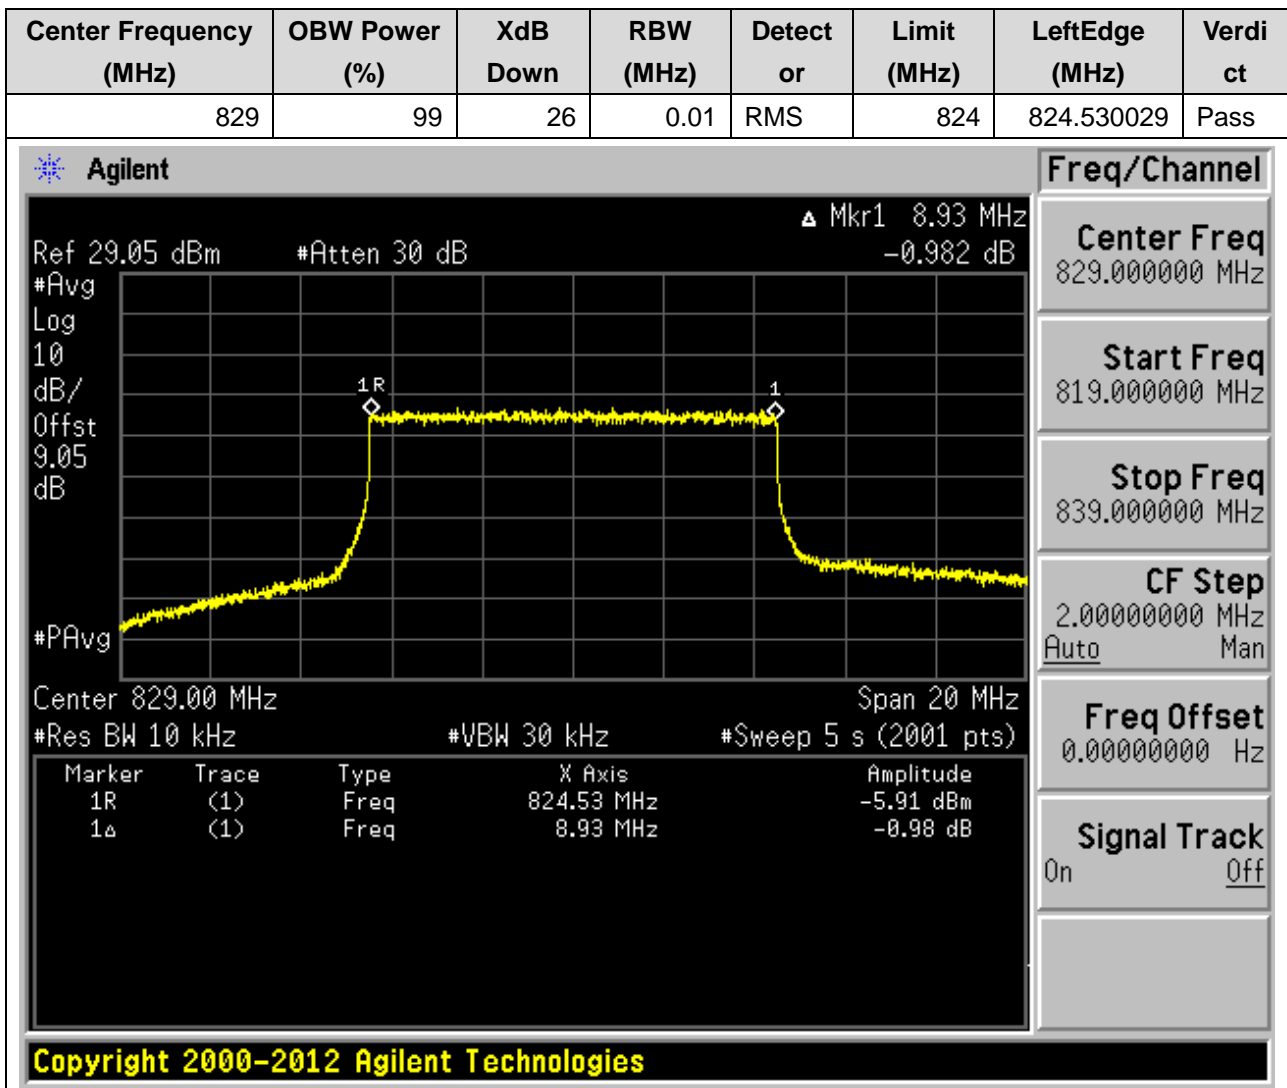 Center Frequency (MHz) OBW Power (%) XdB Down RBW (MHz) Detect or Limit (MHz) LeftEdge (MHz) Verdi ct
829 99 26 0.01 RMS 824 824.530029 Pass
Agilent
Freq/Channel
Δ Mkr1 8.93 MHz
Ref 29.05 dBm #Atten 30 dB -0.982 dB
#Avg
Log
10
dB/
Offst
9.05
dB
1R
1
#PAvg
Center 829.00 MHz Span 20 MHz
#Res BW 10 kHz #VBW 30 kHz #Sweep 5 s (2001 pts)
Marker Trace Type X Axis Amplitude
1R (1) Freq 824.53 MHz -5.91 dBm
1Δ (1) Freq 8.93 MHz -0.98 dB
Center Freq
829.000000 MHz
Start Freq
819.000000 MHz
Stop Freq
839.000000 MHz
CF Step
2.00000000 MHz
Auto Man
Freq Offset
0.00000000 Hz
Signal Track
On Off
Copyright 2000-2012 Agilent Technologies